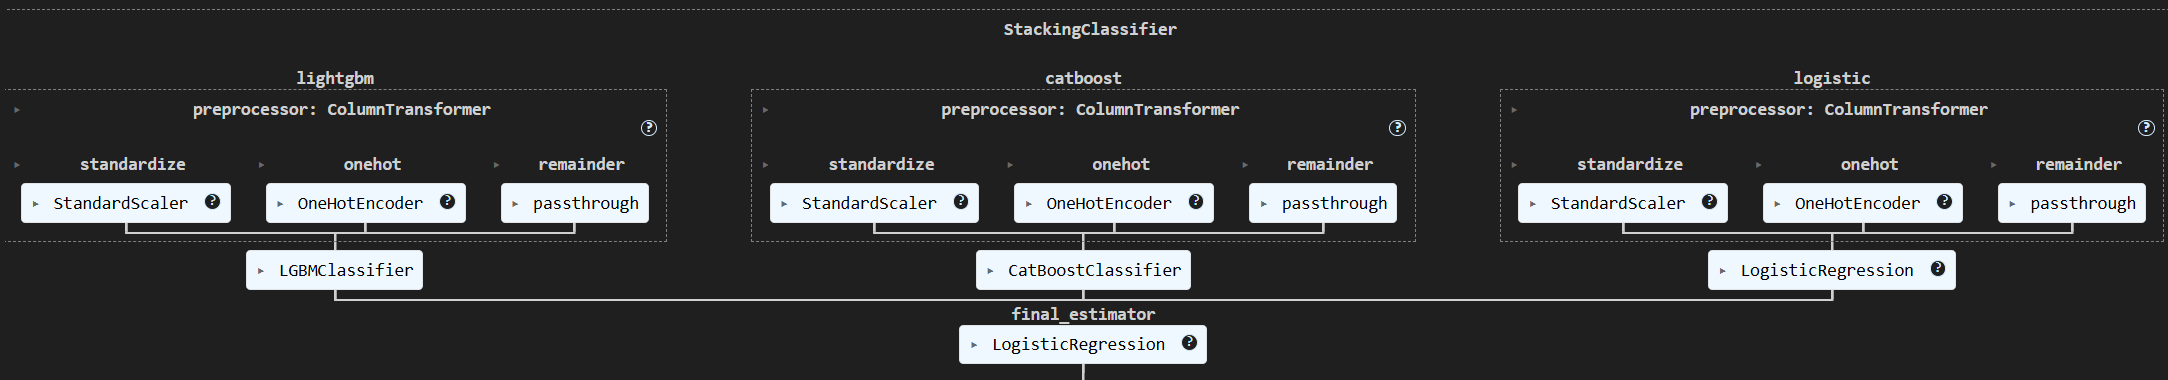 StackingClassifier
lightgbm catboost logistic
preprocessor: ColumnTransformer preprocessor: ColumnTransformer preprocessor: ColumnTransformer
? ? ?
standardize onehot remainder standardize onehot remainder standardize onehot remainder
StandardScaler ? OneHotEncoder ? passthrough StandardScaler ? OneHotEncoder ? passthrough StandardScaler ? OneHotEncoder ? passthrough
LGBMClassifier CatBoostClassifier LogisticRegression ?
final_estimator
LogisticRegression ?